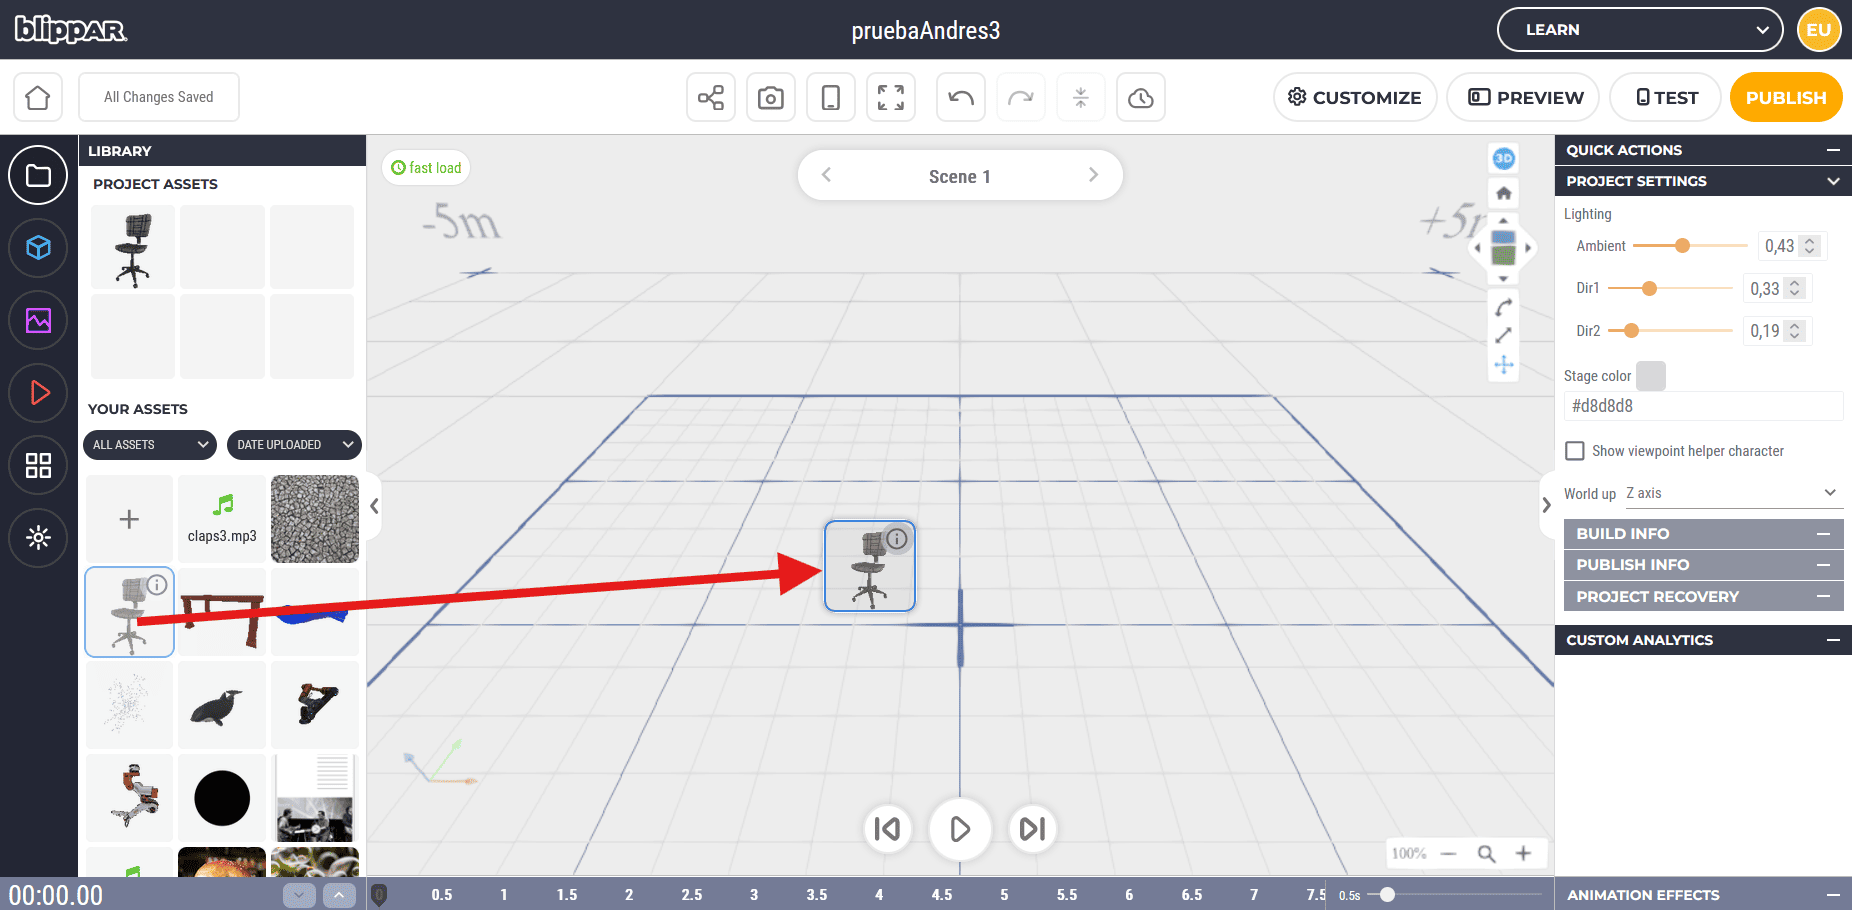 blippAR
pruebaAndres3
LEARN
EU
All Changes Saved
CUSTOMIZE
PREVIEW
TEST
PUBLISH
LIBRARY
PROJECT ASSETS
YOUR ASSETS
ALL ASSETS
DATE UPLOADED
claps3.mp3
fast load
Scene 1
-5m
+5m
3D
100%
QUICK ACTIONS
PROJECT SETTINGS
Lighting
Ambient 0,43
Dir1 0,33
Dir2 0,19
Stage color
#d8d8d8
Show viewpoint helper character
World up Z axis
BUILD INFO
PUBLISH INFO
PROJECT RECOVERY
CUSTOM ANALYTICS
00:00.00
0 0.5 1 1.5 2 2.5 3 3.5 4 4.5 5 5.5 6 6.5 7 7.5
0.5s
ANIMATION EFFECTS